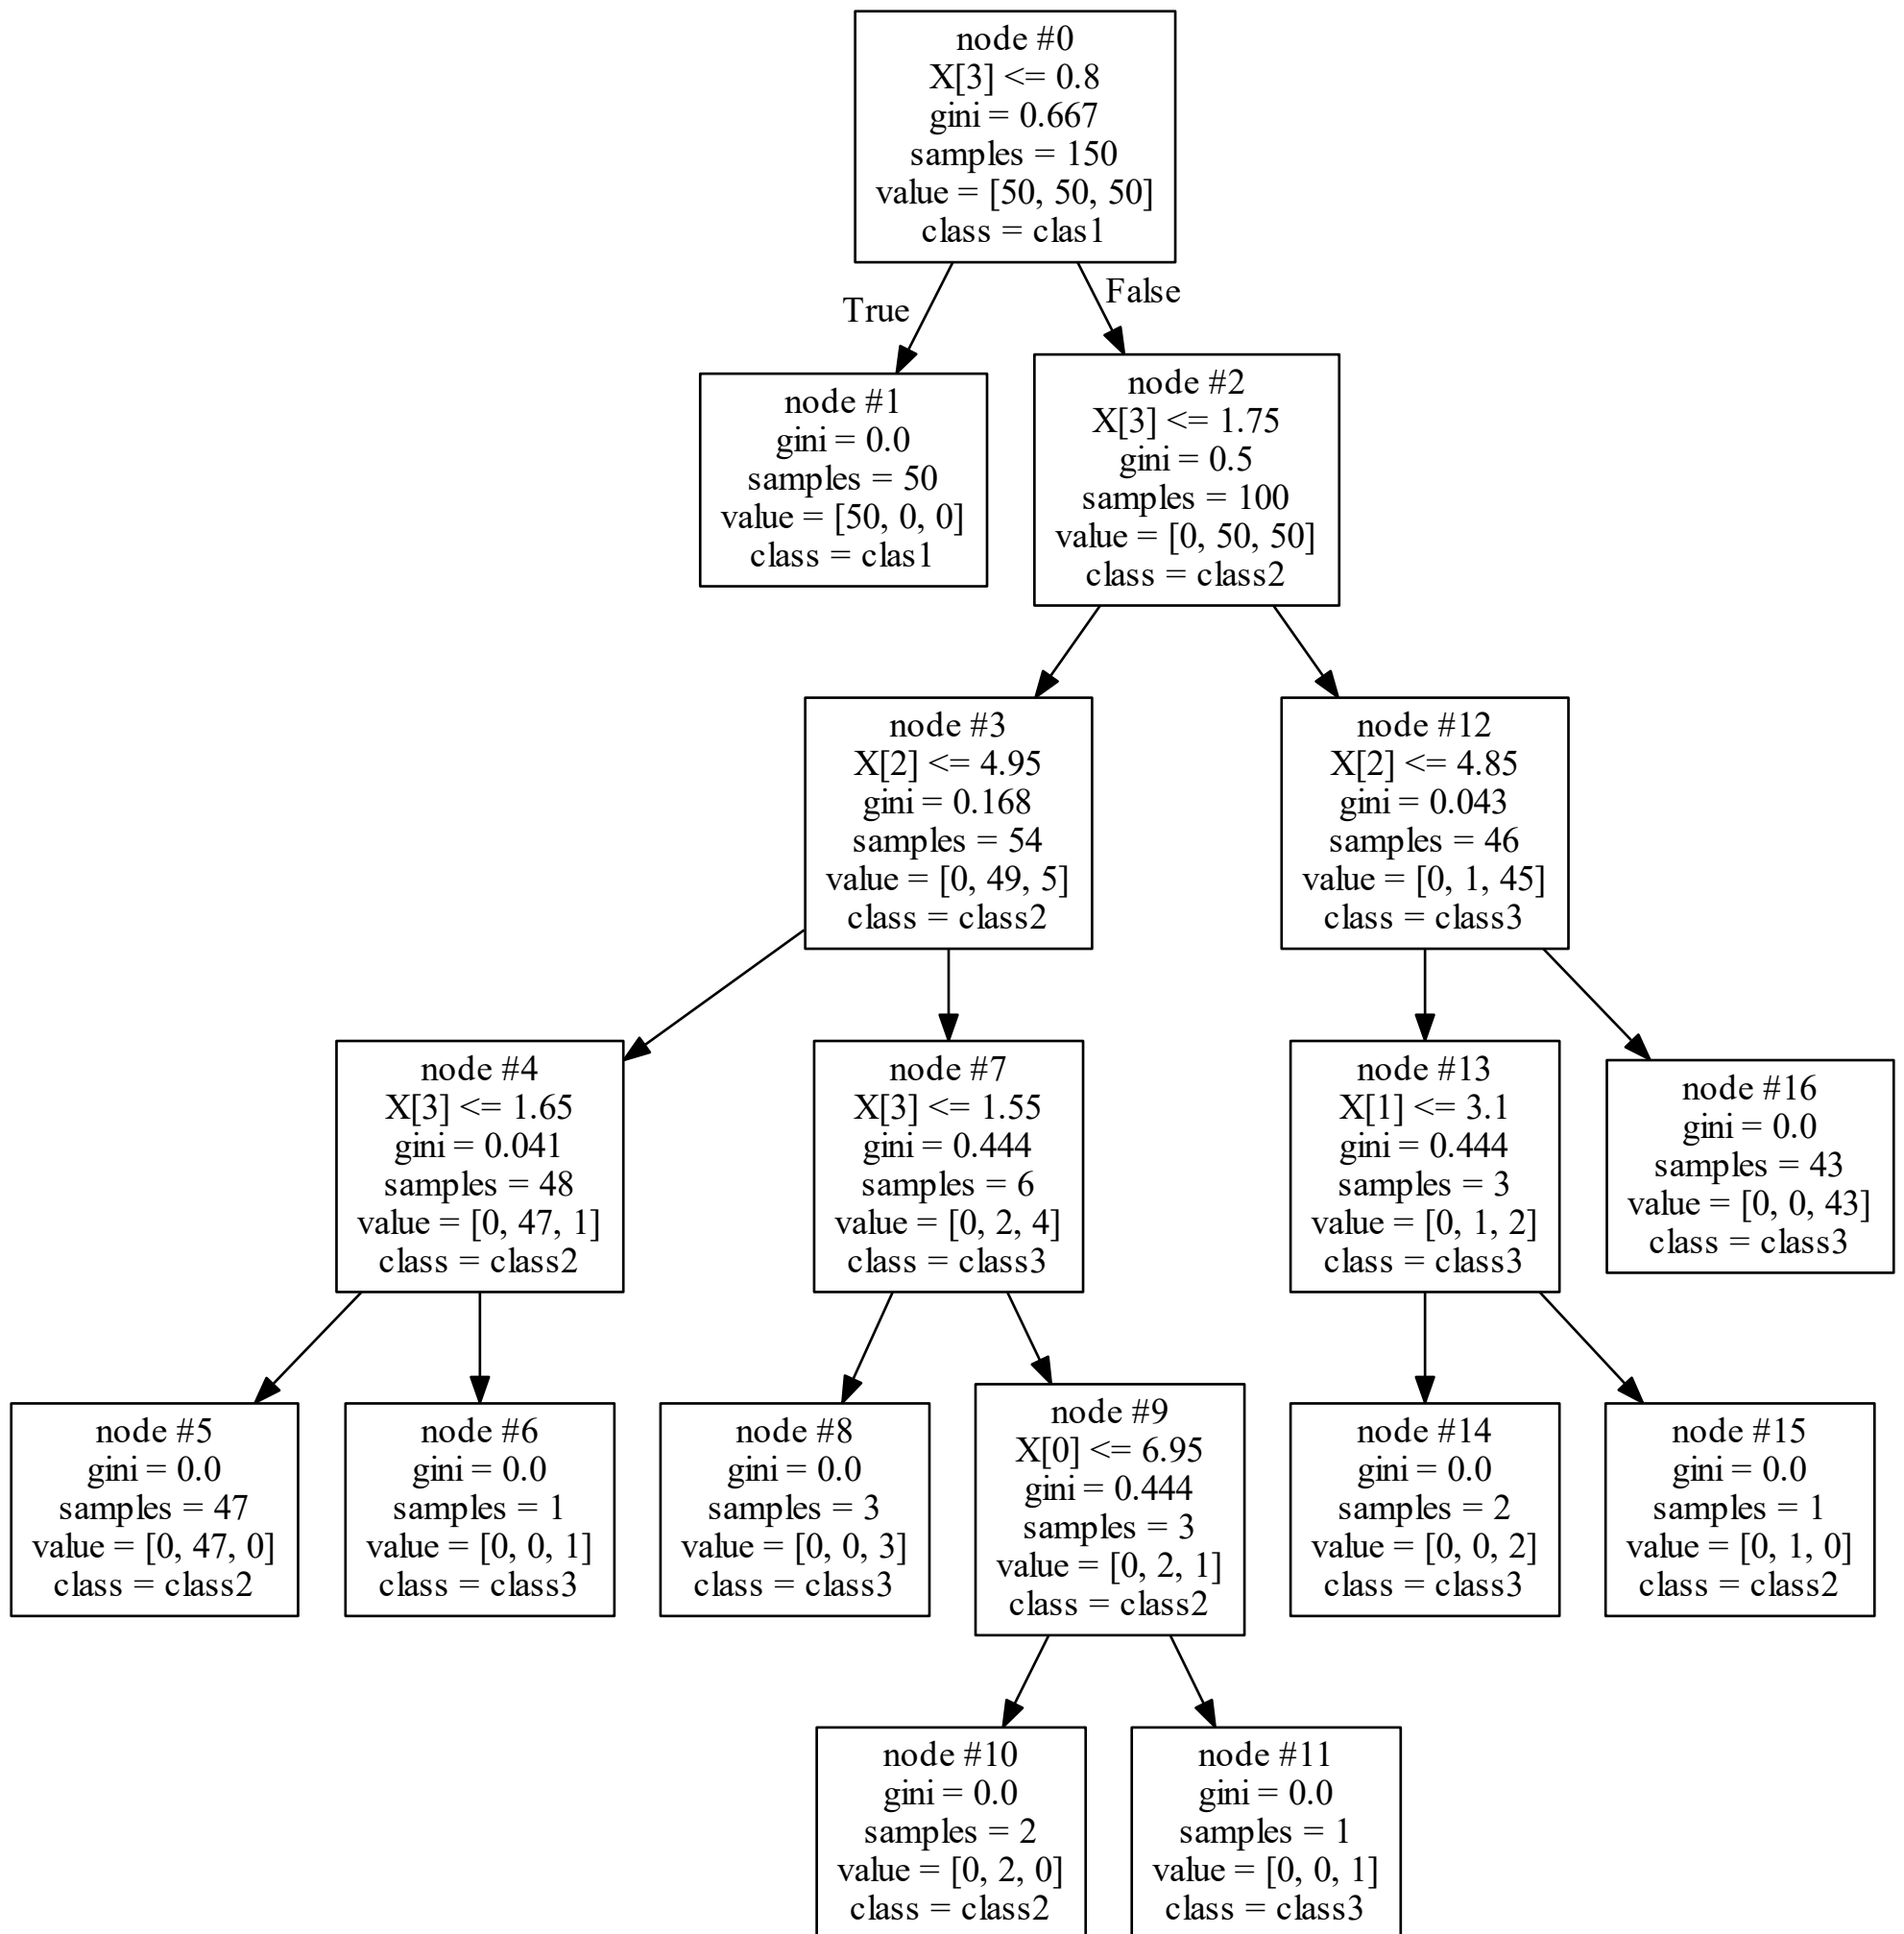 node #0
X[3] <= 0.8
gini = 0.667
samples = 150
value = [50, 50, 50]
class = clas1
True
False
node #1
gini = 0.0
samples = 50
value = [50, 0, 0]
class = clas1
node #2
X[3] <= 1.75
gini = 0.5
samples = 100
value = [0, 50, 50]
class = class2
node #3
X[2] <= 4.95
gini = 0.168
samples = 54
value = [0, 49, 5]
class = class2
node #12
X[2] <= 4.85
gini = 0.043
samples = 46
value = [0, 1, 45]
class = class3
node #4
X[3] <= 1.65
gini = 0.041
samples = 48
value = [0, 47, 1]
class = class2
node #7
X[3] <= 1.55
gini = 0.444
samples = 6
value = [0, 2, 4]
class = class3
node #13
X[1] <= 3.1
gini = 0.444
samples = 3
value = [0, 1, 2]
class = class3
node #16
gini = 0.0
samples = 43
value = [0, 0, 43]
class = class3
node #5
gini = 0.0
samples = 47
value = [0, 47, 0]
class = class2
node #6
gini = 0.0
samples = 1
value = [0, 0, 1]
class = class3
node #8
gini = 0.0
samples = 3
value = [0, 0, 3]
class = class3
node #9
X[0] <= 6.95
gini = 0.444
samples = 3
value = [0, 2, 1]
class = class2
node #14
gini = 0.0
samples = 2
value = [0, 0, 2]
class = class3
node #15
gini = 0.0
samples = 1
value = [0, 1, 0]
class = class2
node #10
gini = 0.0
samples = 2
value = [0, 2, 0]
class = class2
node #11
gini = 0.0
samples = 1
value = [0, 0, 1]
class = class3